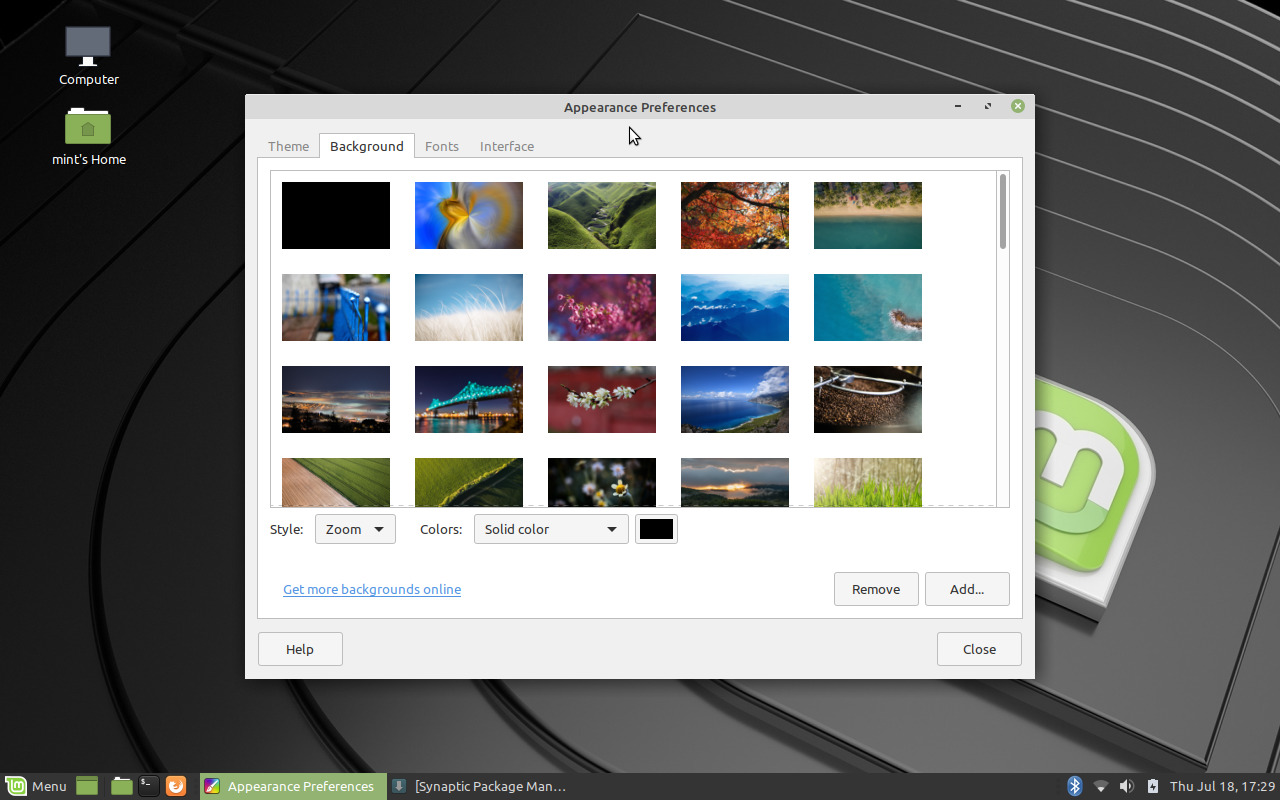 Computer
mint's Home
Appearance Preferences
Theme Background Fonts Interface
Style: Zoom Colors: Solid color
Get more backgrounds online
Remove Add...
Help Close
Menu $_ Appearance Preferences [Synaptic Package Man... Thu Jul 18, 17:29